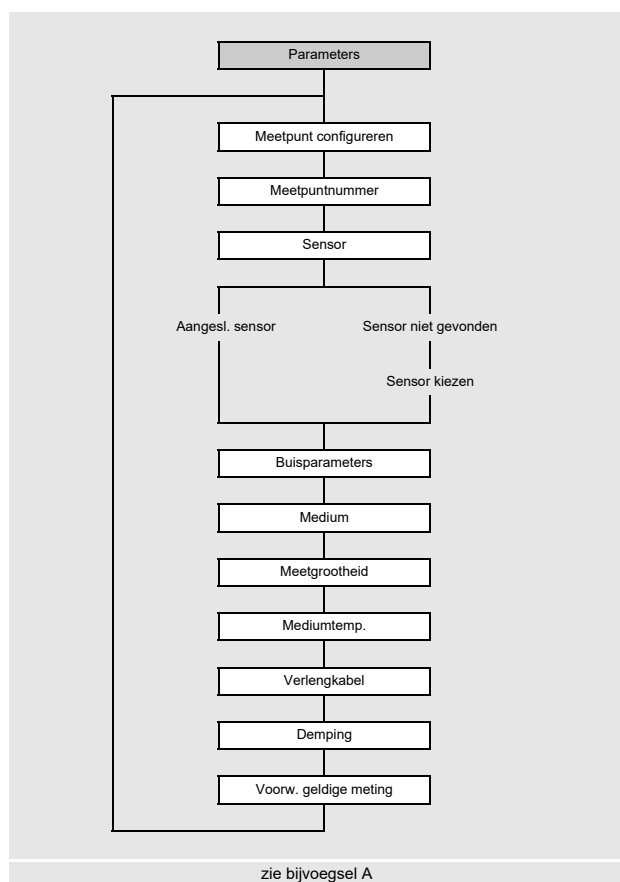 Parameters
Meetpunt configureren
Meetpuntnummer
Sensor
Aangesl. sensor
Sensor niet gevonden
Sensor kiezen
Buisparameters
Medium
Meetgrootheid
Mediumtemp.
Verlengkabel
Demping
Voorw. geldige meting
zie bijvoegsel A